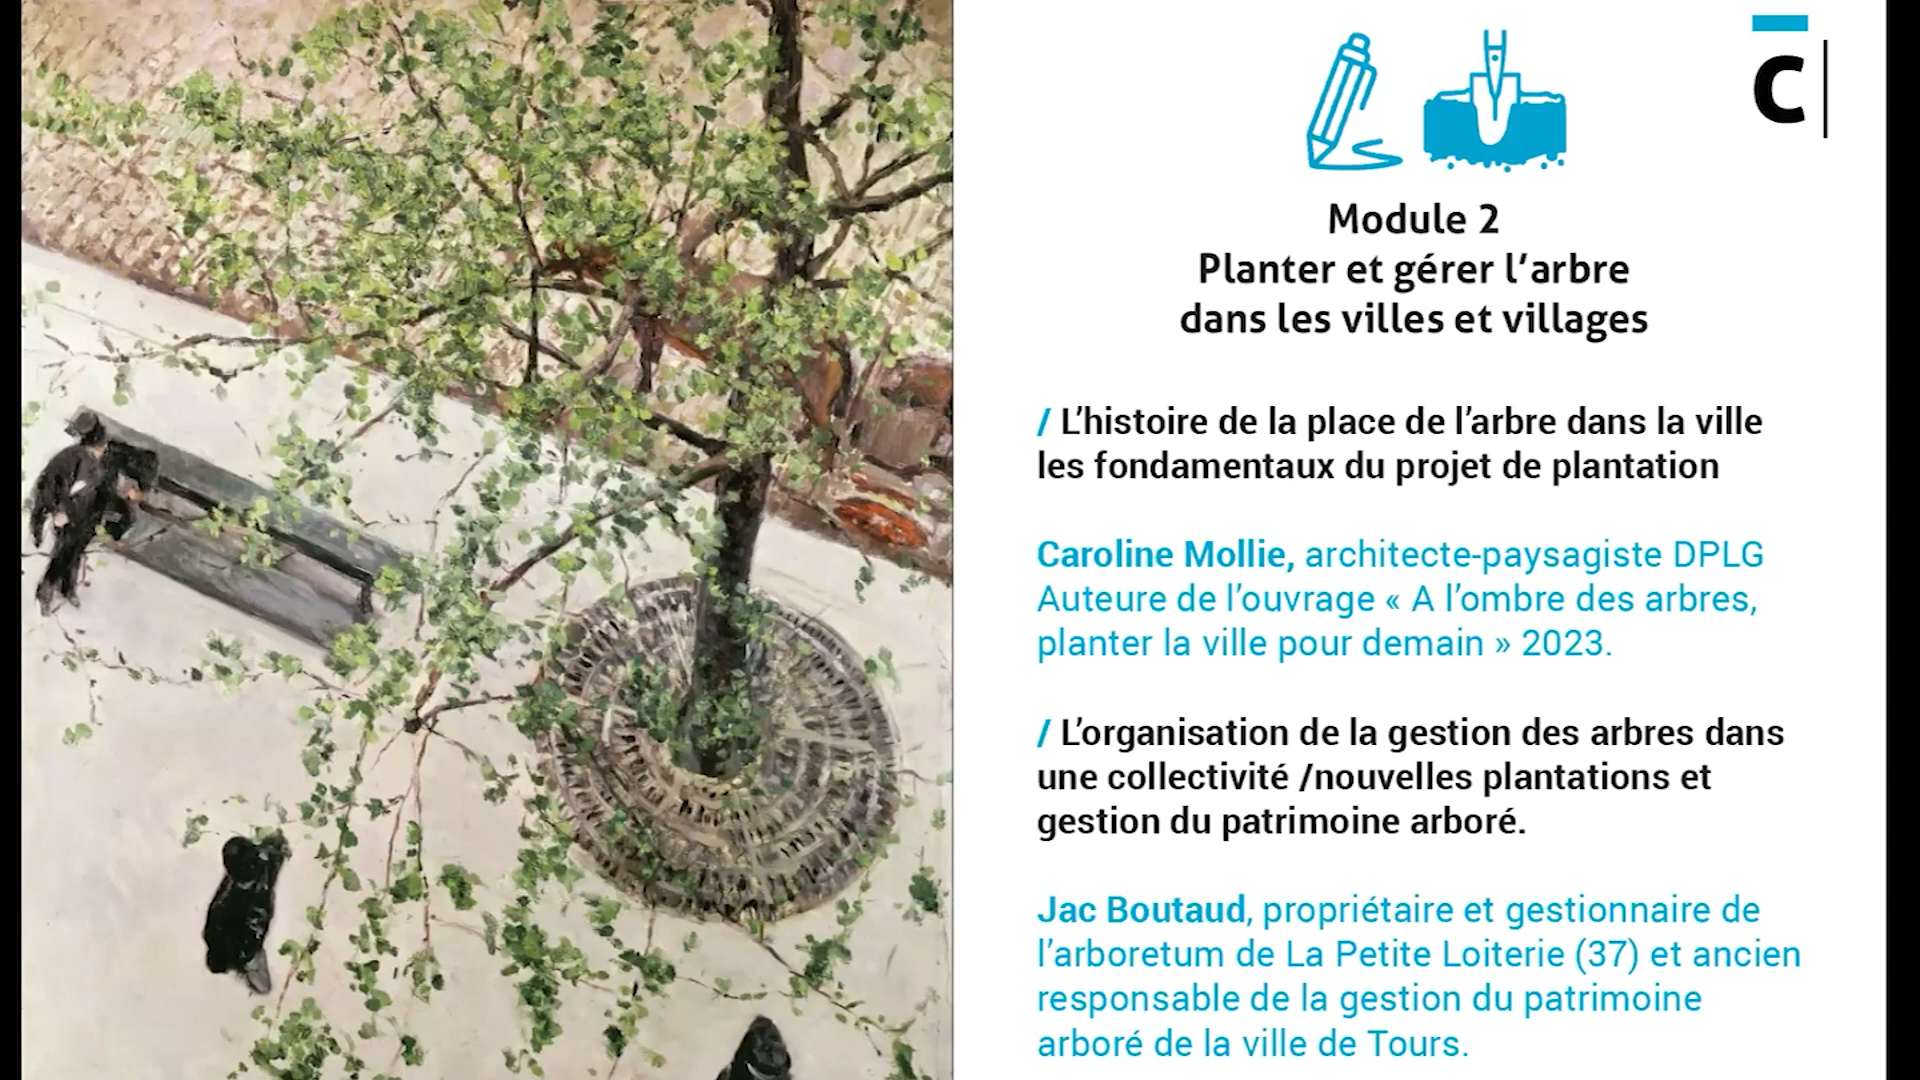 C
Module 2
Planter et gérer l’arbre
dans les villes et villages
/ L’histoire de la place de l’arbre dans la ville
les fondamentaux du projet de plantation
Caroline Mollie, architecte-paysagiste DPLG
Auteure de l’ouvrage « A l’ombre des arbres,
planter la ville pour demain » 2023.
/ L’organisation de la gestion des arbres dans
une collectivité /nouvelles plantations et
gestion du patrimoine arboré.
Jac Boutaud, propriétaire et gestionnaire de
l’arboretum de La Petite Loiterie (37) et ancien
responsable de la gestion du patrimoine
arboré de la ville de Tours.